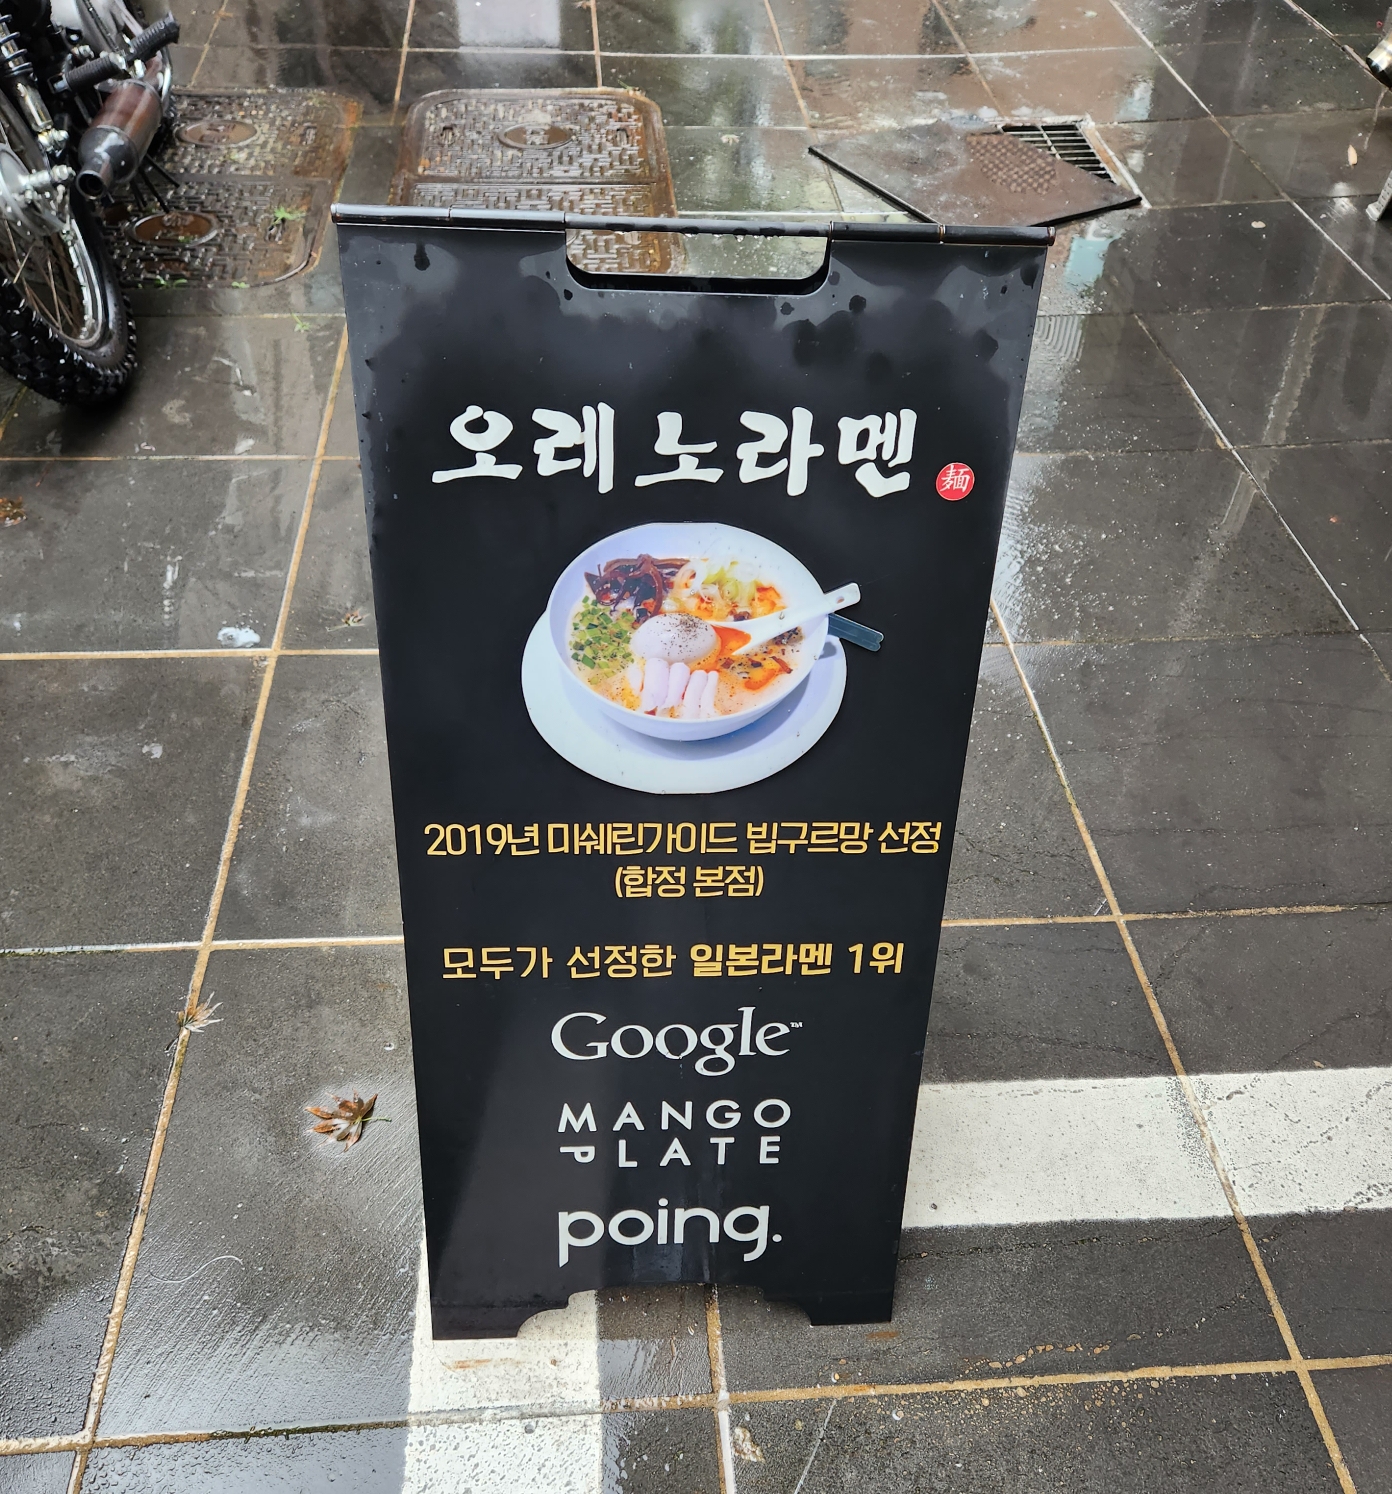 오레노라멘
麺
2019년 미쉐린가이드 빕구르망 선정
(합정 본점)
모두가 선정한 일본라멘 1위
Google™
MANGO
PLATE
poing.